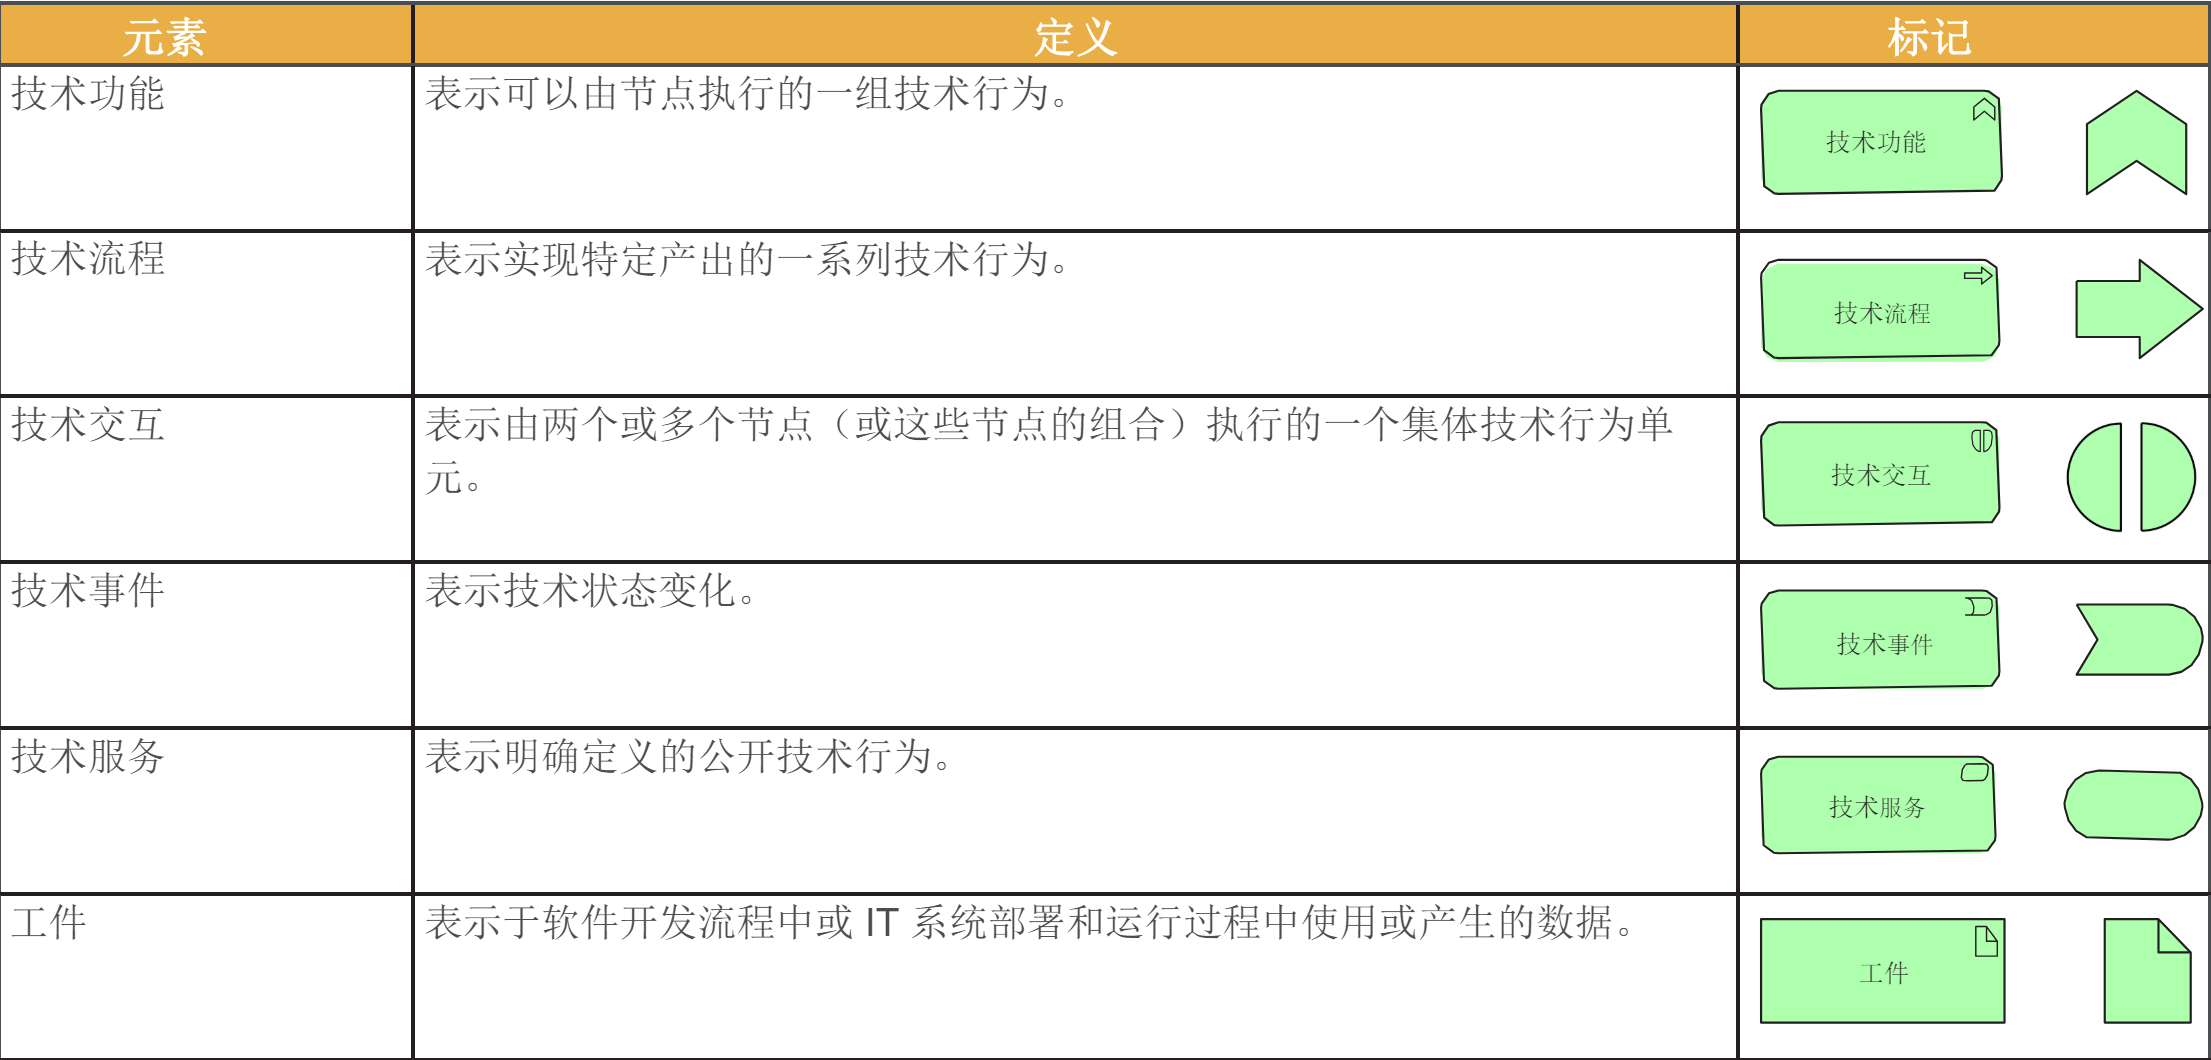 元素 定义 标记
技术功能 表示可以由节点执行的一组技术行为。
技术功能
技术流程 表示实现特定产出的一系列技术行为。
技术流程
技术交互 表示由两个或多个节点（或这些节点的组合）执行的一个集体技术行为单
元。
技术交互
技术事件 表示技术状态变化。
技术事件
技术服务 表示明确定义的公开技术行为。
技术服务
工件 表示于软件开发流程中或 IT 系统部署和运行过程中使用或产生的数据。
工件